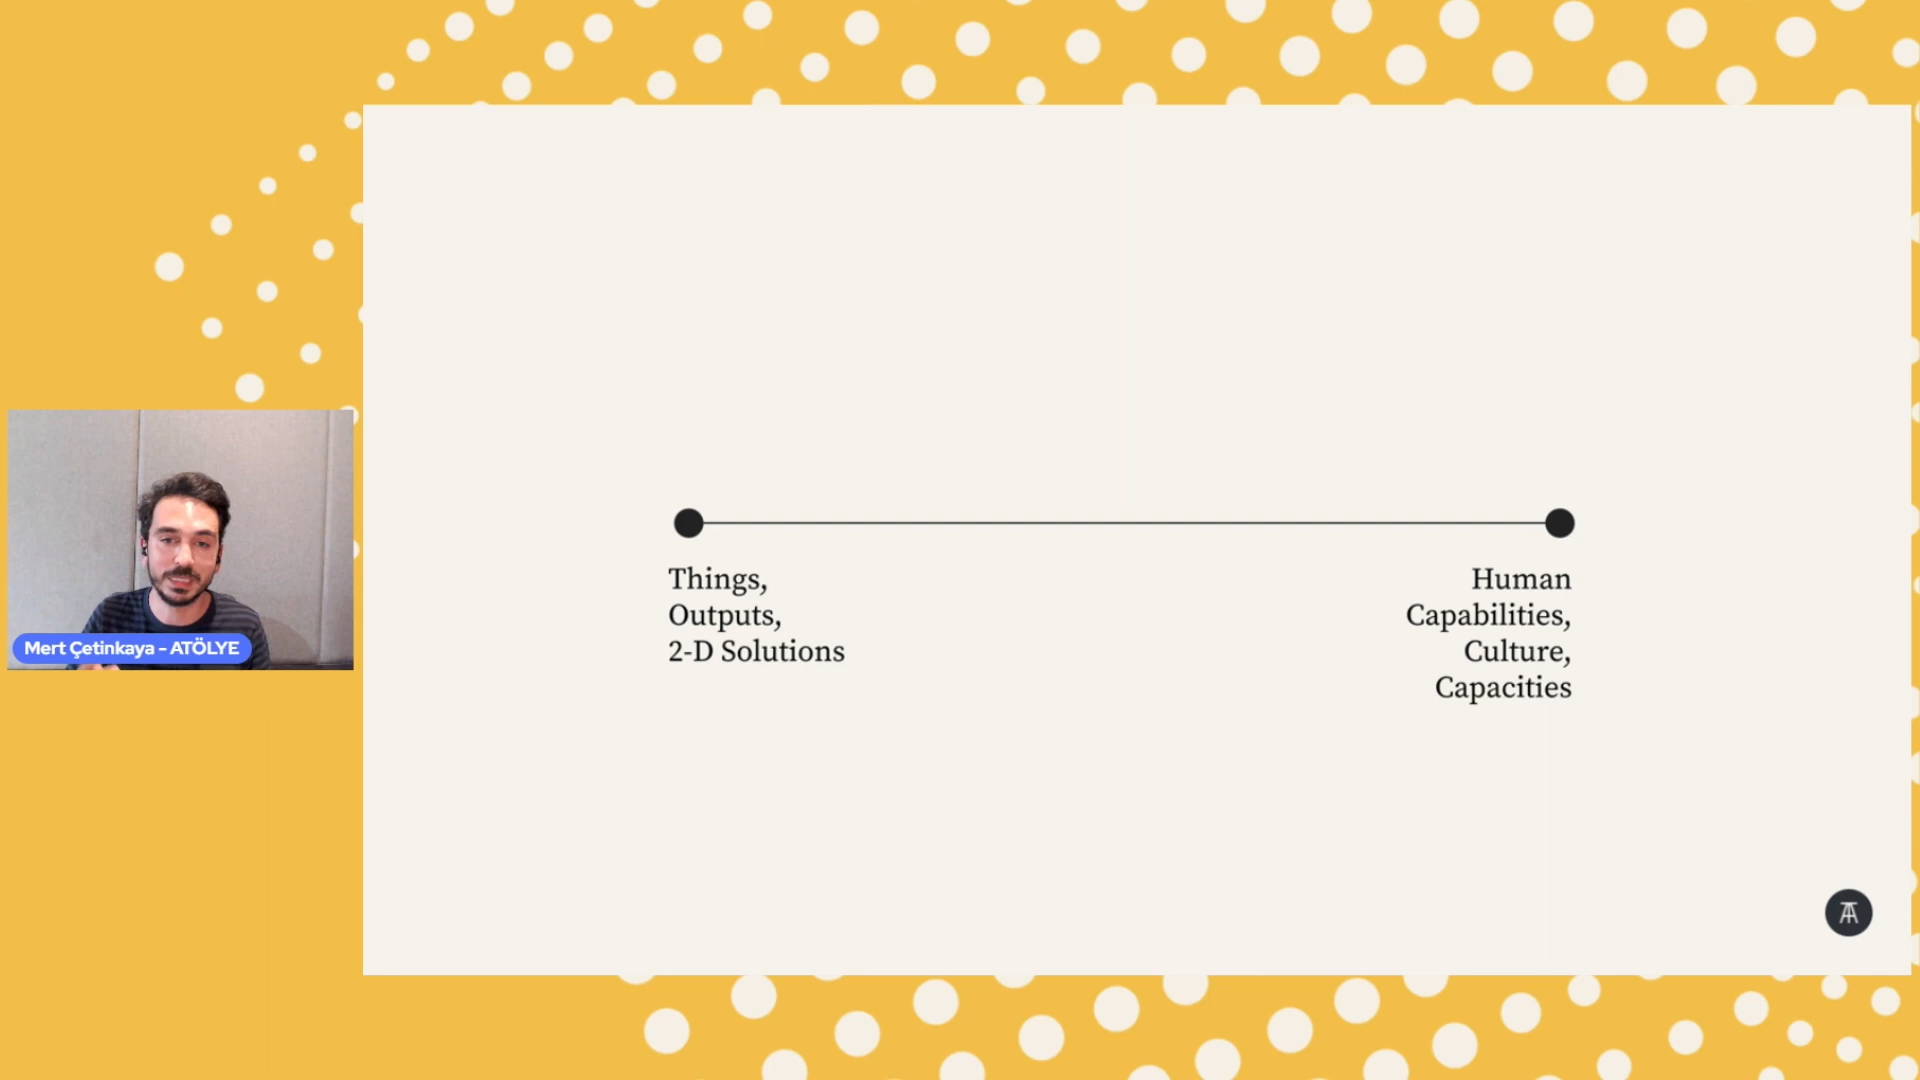 Mert Çetinkaya – ATÖLYE
Things,
Outputs,
2-D Solutions
Human
Capabilities,
Culture,
Capacities